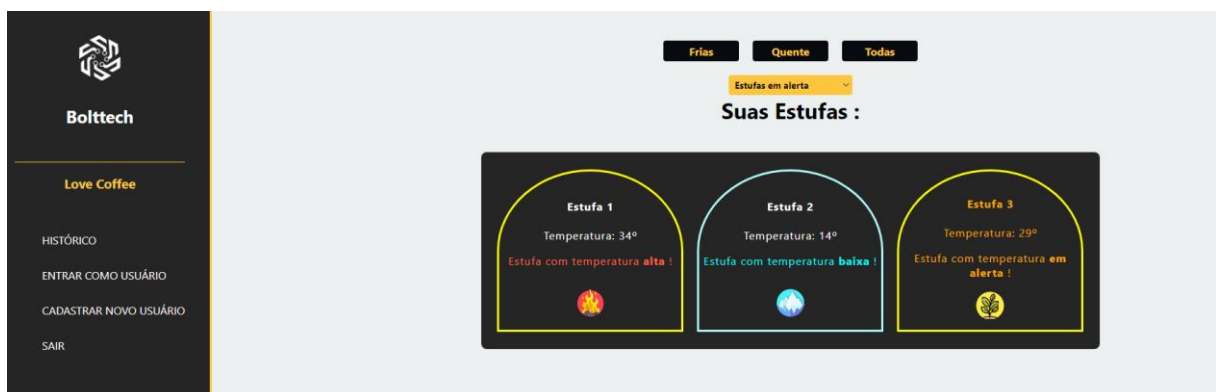 Bolttech
Love Coffee
HISTÓRICO
ENTRAR COMO USUÁRIO
CADASTRAR NOVO USUÁRIO
SAIR
Frias
Quente
Todas
Estufas em alerta
Suas Estufas :
Estufa 1
Temperatura: 34º
Estufa com temperatura alta !
Estufa 2
Temperatura: 14º
Estufa com temperatura baixa !
Estufa 3
Temperatura: 29º
Estufa com temperatura em
alerta !